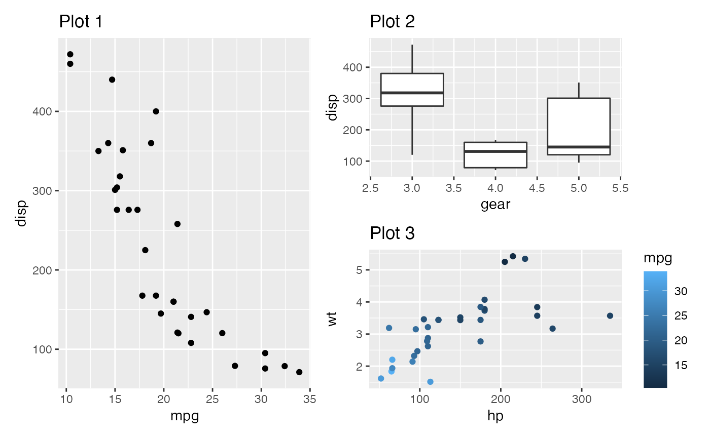 Plot 1
disp
400
300
200
100
10 15 20 25 30 35
mpg
Plot 2
disp
400
300
200
100
2.5 3.0 3.5 4.0 4.5 5.0 5.5
gear
Plot 3
wt
5
4
3
2
100 200 300
hp
mpg
30
25
20
15